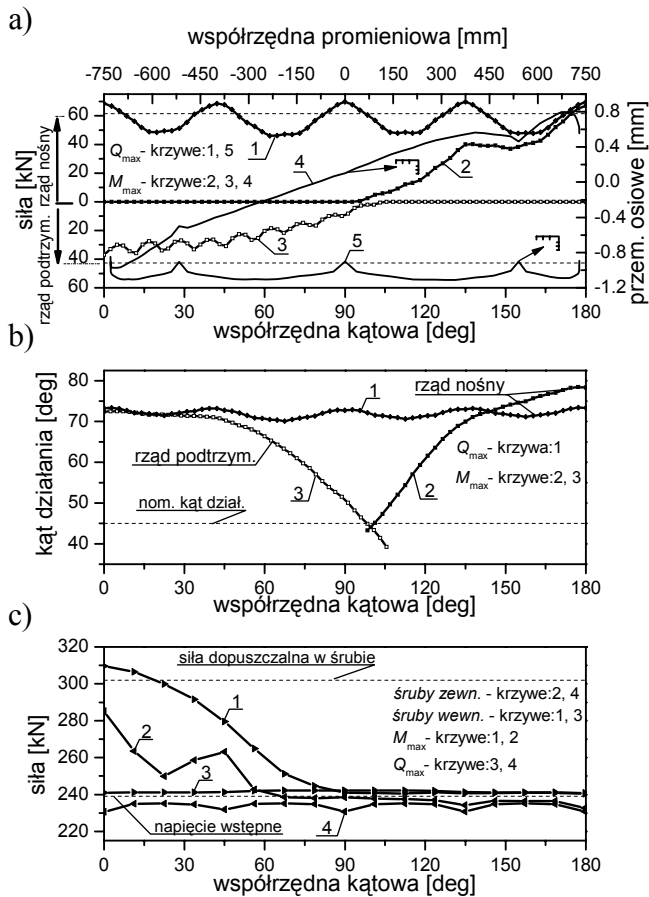 a)
współrzędna promieniowa [mm]
-750 -600 -450 -300 -150 0 150 300 450 600 750
siła [kN]
rząd podtrzym. rząd nośny
60
40
20
0
20
40
60
0.8
0.4
0.0
-0.4
-0.8
-1.2
przem. osiowe [mm]
Qmax- krzywe:1, 5
Mmax- krzywe:2, 3, 4
1
4
2
3
5
0 30 60 90 120 150 180
współrzędna kątowa [deg]
b)
kąt działania [deg]
80
70
60
50
40
1
rząd nośny
rząd podtrzym.
Qmax- krzywa:1
Mmax- krzywe:2, 3
3
2
nom. kąt dział.
0 30 60 90 120 150 180
współrzędna kątowa [deg]
c)
siła [kN]
320
300
280
260
240
220
siła dopuszczalna w śrubie
1
2
3
śruby zewn. - krzywe:2, 4
śruby wewn. - krzywe:1, 3
Mmax- krzywe:1, 2
Qmax- krzywe:3, 4
napięcie wstępne
4
0 30 60 90 120 150 180
współrzędna kątowa [deg]